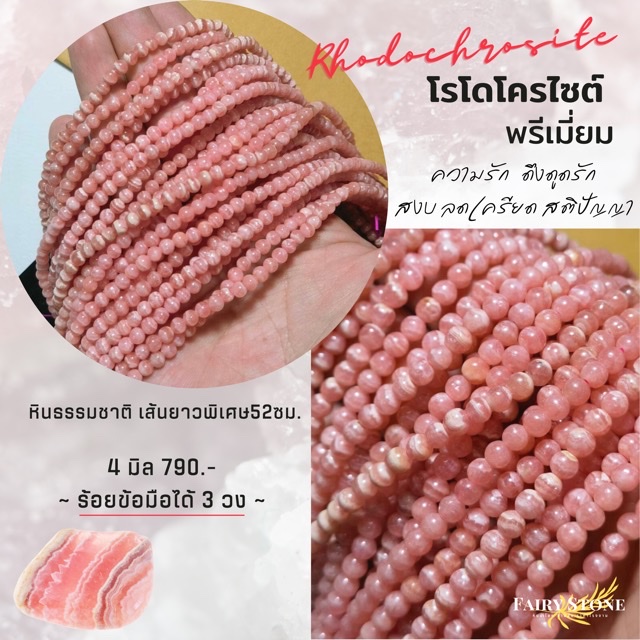 Rhodochrosite
โรโดโครไซต์
พรีเมี่ยม
ความรัก ดึงดูดรัก
สงบ ลดเครียด สติปัญญา
หินธรรมชาติ เส้นยาวพิเศษ52ซม.
4 มิล 790.-
~ ร้อยข้อมือได้ 3 วง ~
FAIRY STONE